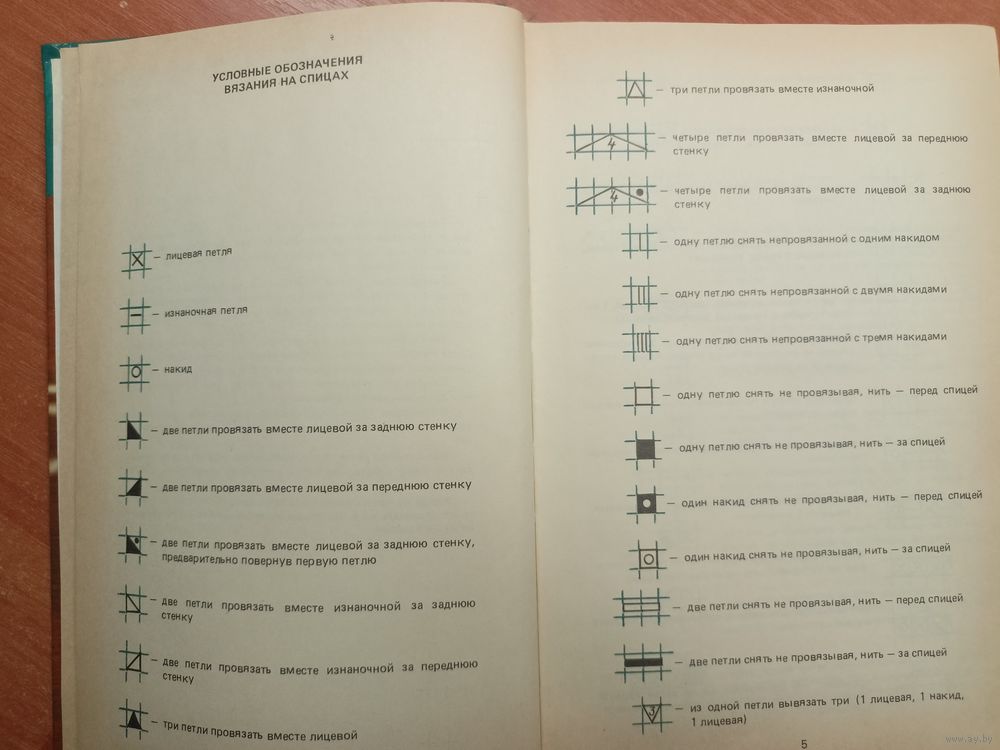 УСЛОВНЫЕ ОБОЗНАЧЕНИЯ
ВЯЗАНИЯ НА СПИЦАХ
— лицевая петля
— изнаночная петля
— накид
— две петли провязать вместе лицевой за заднюю стенку
— две петли провязать вместе лицевой за переднюю стенку
— две петли провязать вместе лицевой за заднюю стенку,
предварительно повернув первую петлю
— две петли провязать вместе изнаночной за заднюю
стенку
— две петли провязать вместе изнаночной за переднюю
стенку
— три петли провязать вместе лицевой
— три петли провязать вместе изнаночной
4 — четыре петли провязать вместе лицевой за переднюю
стенку
4 — четыре петли провязать вместе лицевой за заднюю
стенку
— одну петлю снять непровязанной с одним накидом
— одну петлю снять непровязанной с двумя накидами
— одну петлю снять непровязанной с тремя накидами
— одну петлю снять не провязывая, нить — перед спицей
— одну петлю снять не провязывая, нить — за спицей
— один накид снять не провязывая, нить — перед спицей
— один накид снять не провязывая, нить — за спицей
— две петли снять не провязывая, нить — перед спицей
— две петли снять не провязывая, нить — за спицей
3 — из одной петли вывязать три (1 лицевая, 1 накид,
1 лицевая)
5
www.ay.by